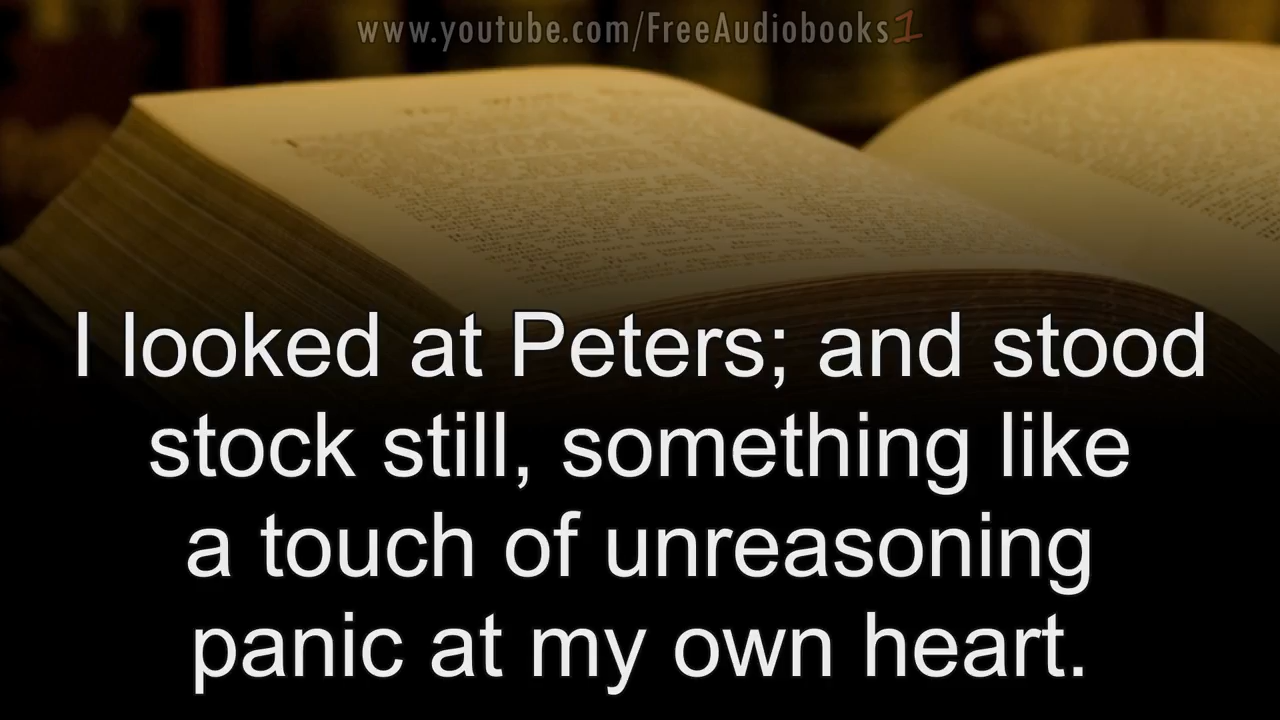 www.youtube.com/FreeAudiobooks1
I looked at Peters; and stood
stock still, something like
a touch of unreasoning
panic at my own heart.